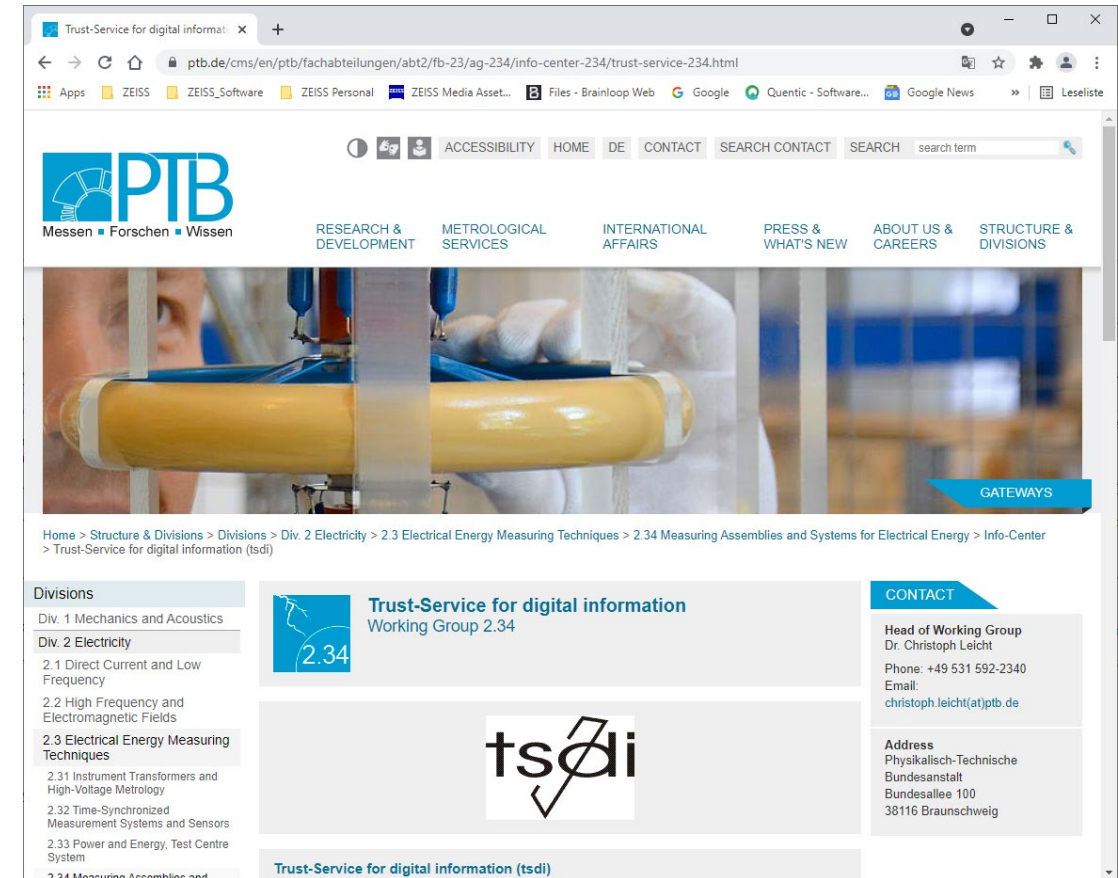 Trust-Service for digital informati
ptb.de/cms/en/ptb/fachabteilungen/abt2/fb-23/ag-234/info-center-234/trust-service-234.html
Apps ZEISS ZEISS_Software ZEISS Personal ZEISS Media Asset... Files - Brainloop Web Google Quentic - Software... Google News » Leseliste
ACCESSIBILITY HOME DE CONTACT SEARCH CONTACT SEARCH search term
PTB
Messen Forschen Wissen
RESEARCH & DEVELOPMENT
METROLOGICAL SERVICES
INTERNATIONAL AFFAIRS
PRESS & WHAT'S NEW
ABOUT US & CAREERS
STRUCTURE & DIVISIONS
GATEWAYS
Home > Structure & Divisions > Divisions > Div. 2 Electricity > 2.3 Electrical Energy Measuring Techniques > 2.34 Measuring Assemblies and Systems for Electrical Energy > Info-Center
> Trust-Service for digital information (tsdi)
Divisions
Div. 1 Mechanics and Acoustics
Div. 2 Electricity
2.1 Direct Current and Low
Frequency
2.2 High Frequency and
Electromagnetic Fields
2.3 Electrical Energy Measuring
Techniques
2.31 Instrument Transformers and
High-Voltage Metrology
2.32 Time-Synchronized
Measurement Systems and Sensors
2.33 Power and Energy, Test Centre
System
2.34 Measuring Assemblies and
2.34
Trust-Service for digital information
Working Group 2.34
tsdi
Trust-Service for digital information (tsdi)
CONTACT
Head of Working Group
Dr. Christoph Leicht
Phone: +49 531 592-2340
Email:
christoph.leicht(at)ptb.de
Address
Physikalisch-Technische
Bundesanstalt
Bundesallee 100
38116 Braunschweig